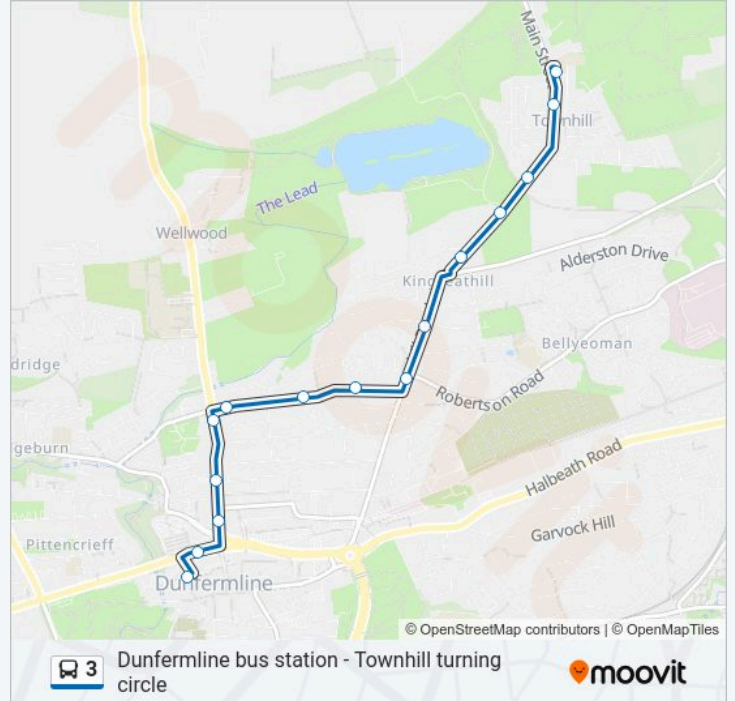 Main Str
Townhill
The Lead
Wellwood
Alderston Drive
Kingseathill
Bellyeoman
dridge
Robertson Road
geburn
Halbeath Road
Garvock Hill
Pittencrieff
Dunfermline
© OpenStreetMap contributors | © OpenMapTiles
3
Dunfermline bus station - Townhill turning
circle
moovit